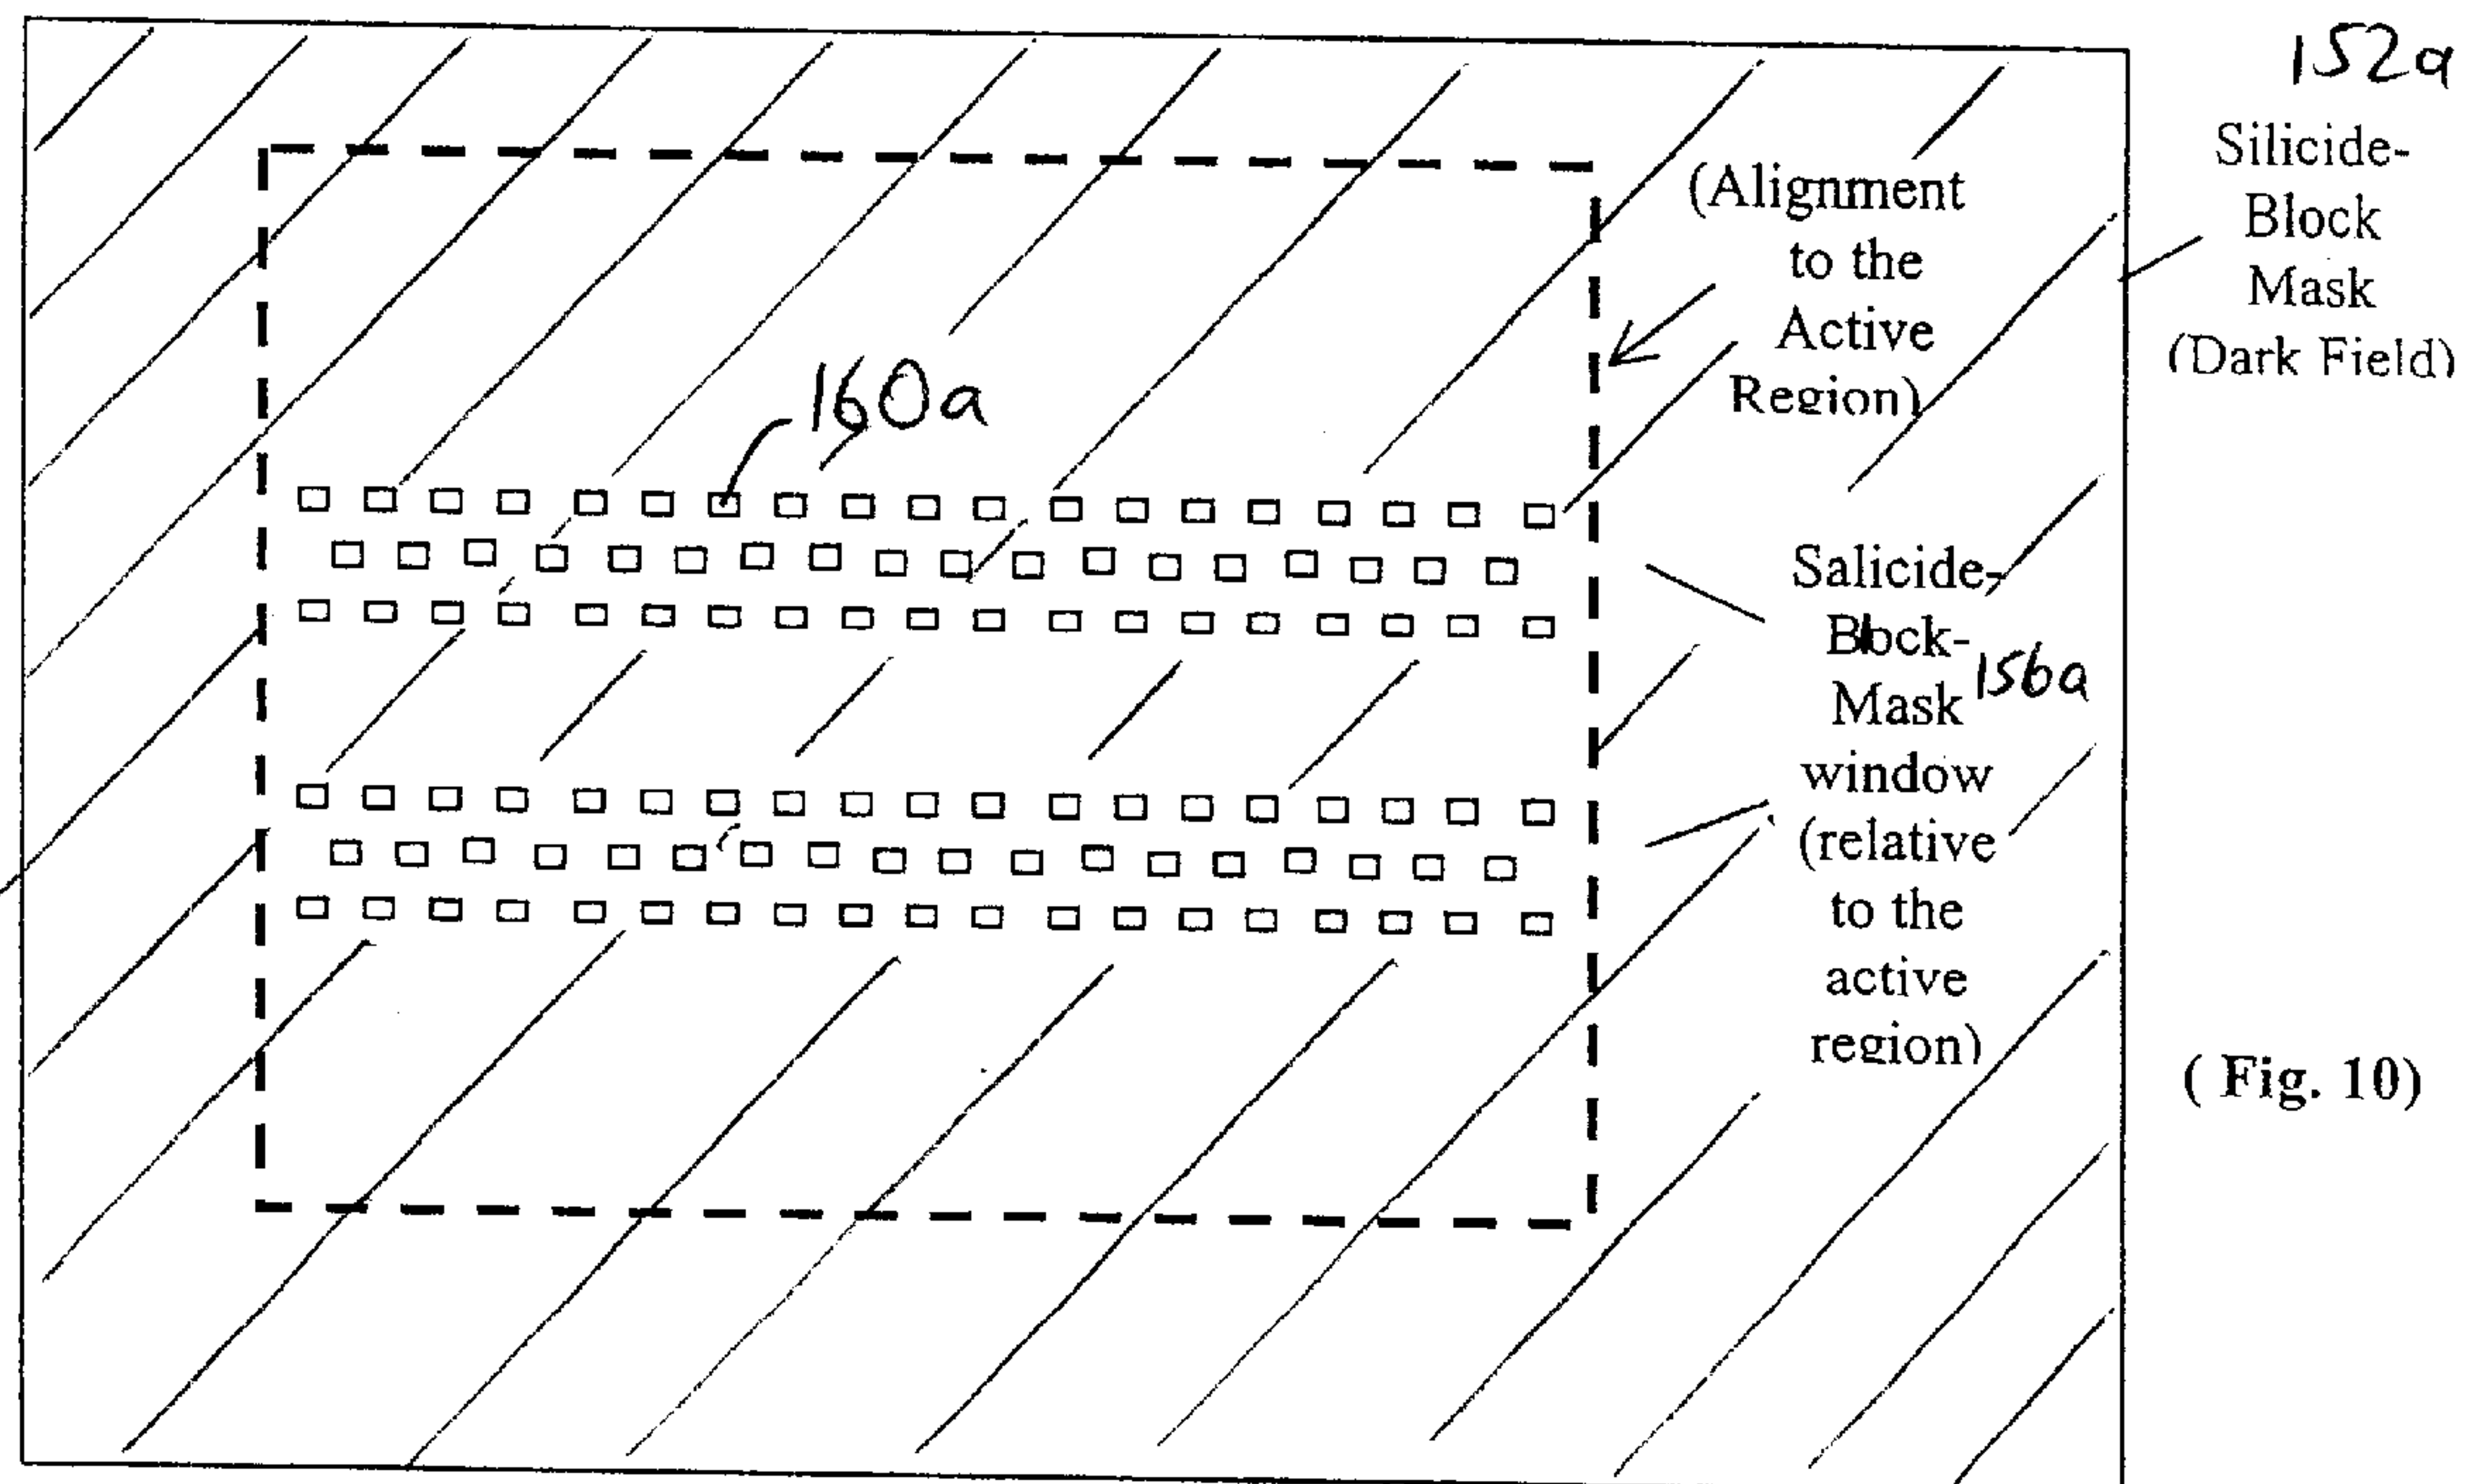 152a
Silicide-
Block
Mask
(Dark Field)
(Alignment
to the
Active
Region)
160a
Salicide-
Block-
Mask 156a
window
(relative
to the
active
region)
( Fig. 10)